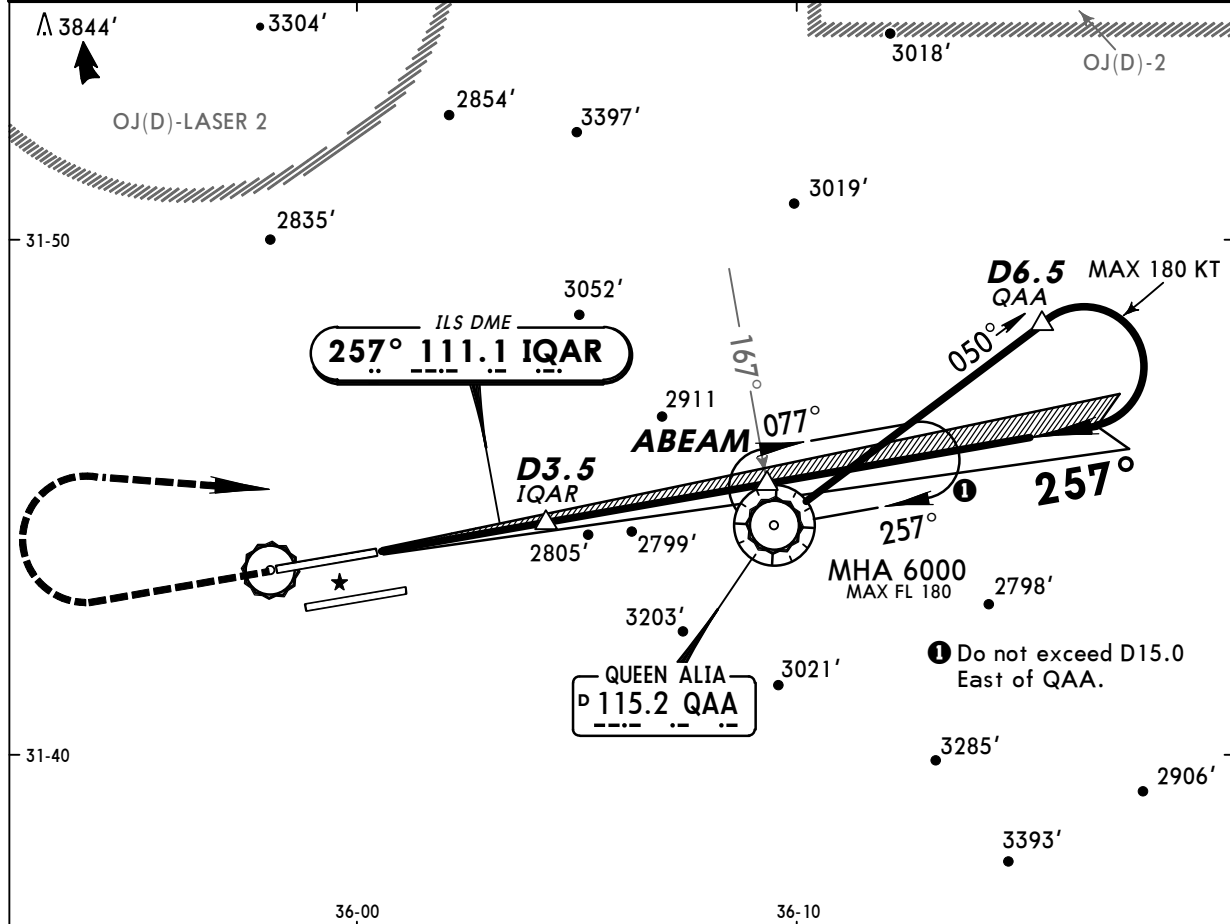 3844'
3304'
3018'
OJ(D)-2
OJ(D)-LASER 2
2854'
3397'
3019'
2835'
31-50
D6.5
QAA
MAX 180 KT
3052'
ILS DME
257° 111.1 IQAR
167°
050°
2911
ABEAM
077°
D3.5
IQAR
257°
1
257°
2805'
2799'
MHA 6000
MAX FL 180
2798'
3203'
1 Do not exceed D15.0
East of QAA.
QUEEN ALIA
D 115.2 QAA
3021'
31-40
3285'
2906'
3393'
36-00
36-10